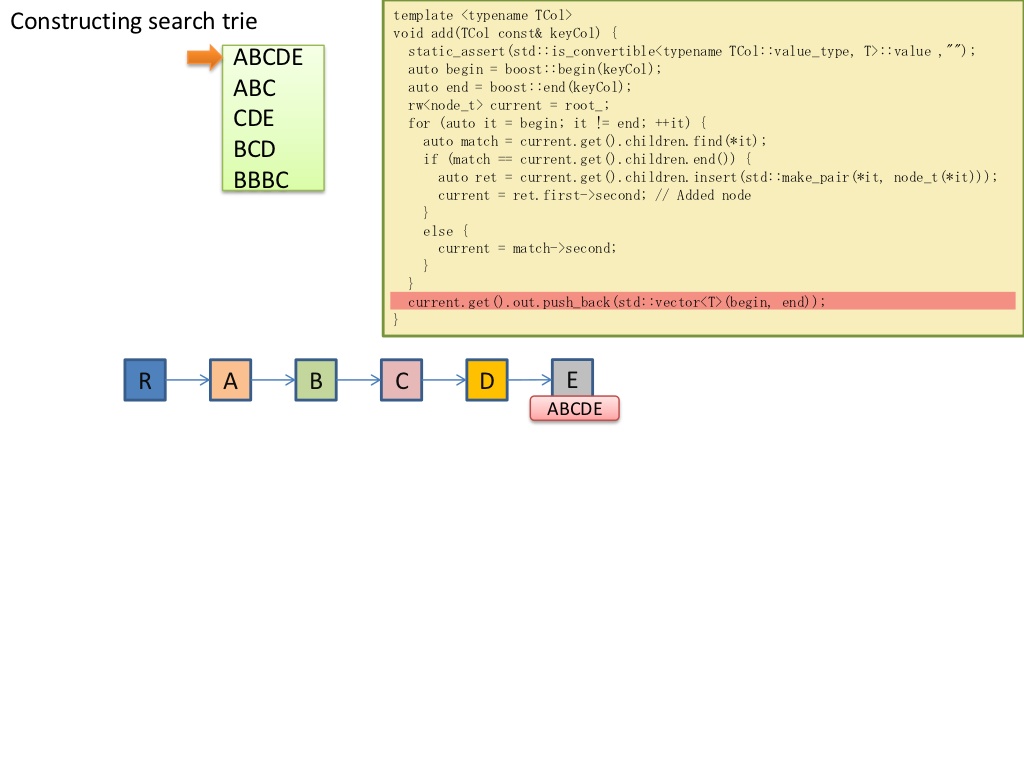 Constructing search trie
ABCDE
ABC
CDE
BCD
BBBC
template <typename TCol>
void add(TCol const& keyCol) {
  static_assert(std::is_convertible<typename TCol::value_type, T>::value ,"");
  auto begin = boost::begin(keyCol);
  auto end = boost::end(keyCol);
  rw<node_t> current = root_;
  for (auto it = begin; it != end; ++it) {
    auto match = current.get().children.find(*it);
    if (match == current.get().children.end()) {
      auto ret = current.get().children.insert(std::make_pair(*it, node_t(*it)));
      current = ret.first->second; // Added node
    }
    else {
      current = match->second;
    }
  }
  current.get().out.push_back(std::vector<T>(begin, end));
}
R A B C D E
ABCDE